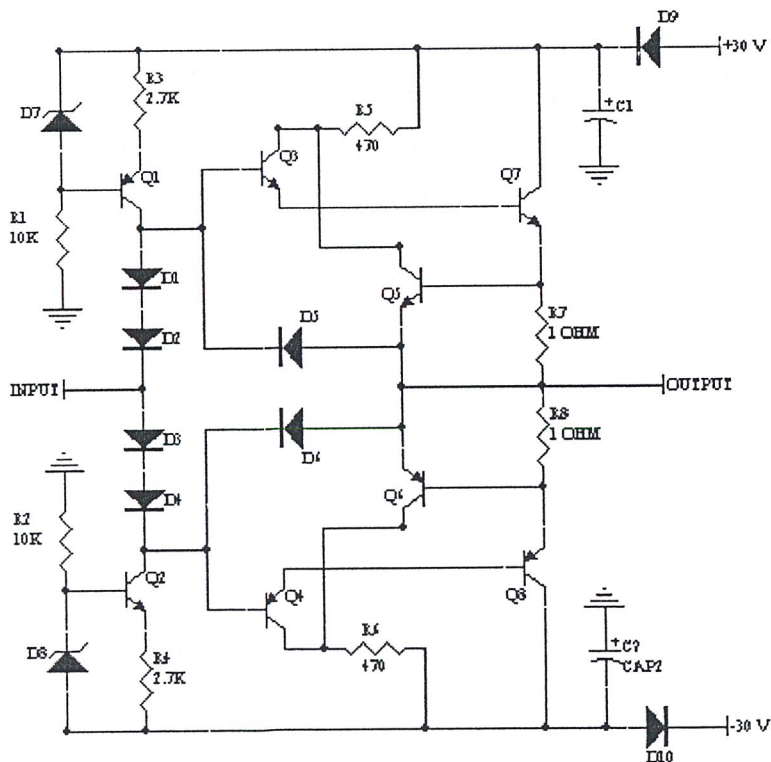 D9
+30 V
R3
2.7K
D7
+C1
R5
470
Q3
Q1
Q7
R1
10K
D1
Q5
D5
R7
1 OHM
D2
INPUT
OUTPUT
D3
R8
1 OHM
D6
D4
Q6
R2
10K
Q2
Q4
Q8
R6
470
D8
R4
2.7K
+C2
CAP2
-30 V
D10